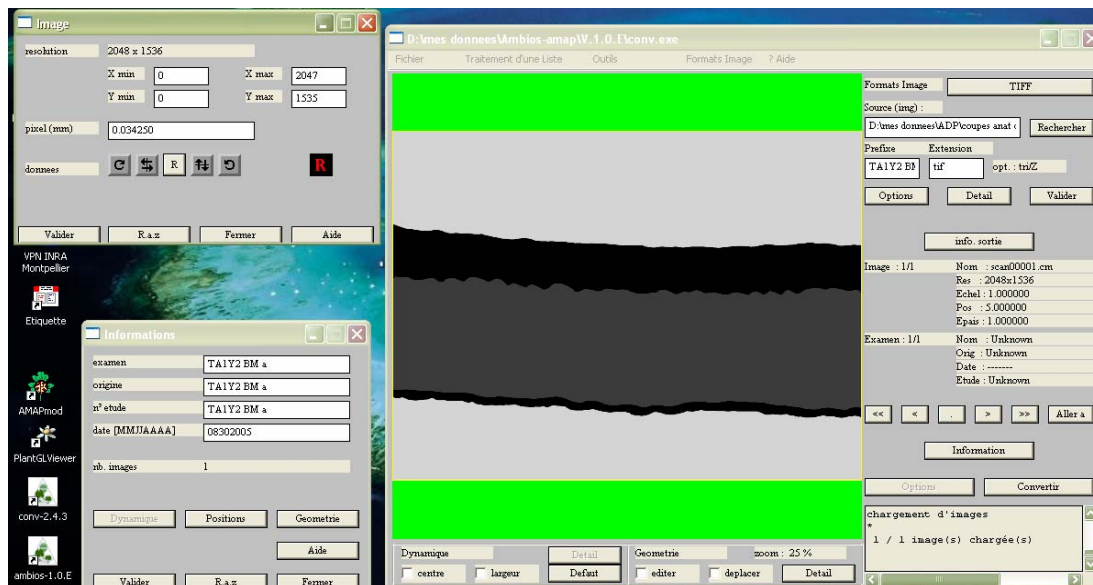 Image
resolution 2048 x 1536
X min 0 X max 2047
Y min 0 Y max 1535
pixel (mm) 0.034250
donnees R R
Valider R.a.z Fermer Aide
VPN INRA
Montpellier
Etiquette
AMAPmod
PlantGLViewer
conv-2.4.3
ambios-1.0.E
Informations
examen TA1Y2 BM a
origine TA1Y2 BM a
n° etude TA1Y2 BM a
date [MMJJAAAA] 08302005
nb. images 1
Dynamique Positions Geometrie
Aide
Valider R.a.z Fermer
D:\mes donnees\Ambios-amap\V.1.0.E\conv.exe
Fichier Traitement d'une Liste Outils Formats Image ? Aide
Formats Image TIFF
Source (img) :
D:\mes donnees\ADP\coupes anat Rechercher
Prefixe Extension
TA1Y2 BM tif opt. : tri/Z
Options Detail Valider
info. sortie
Image : 1/1 Nom : scan00001.cm
Res : 2048x1536
Echel : 1.000000
Pos : 5.000000
Epais : 1.000000
Examen : 1/1 Nom : Unknown
Orig : Unknown
Date : -------
Etude : Unknown
<< < . > >> Aller a
Information
Options Convertir
chargement d'images
*
1 / 1 image(s) chargée(s)
Dynamique Detail Geometrie zoom : 25 %
centre largeur Defaut editer deplacer Detail